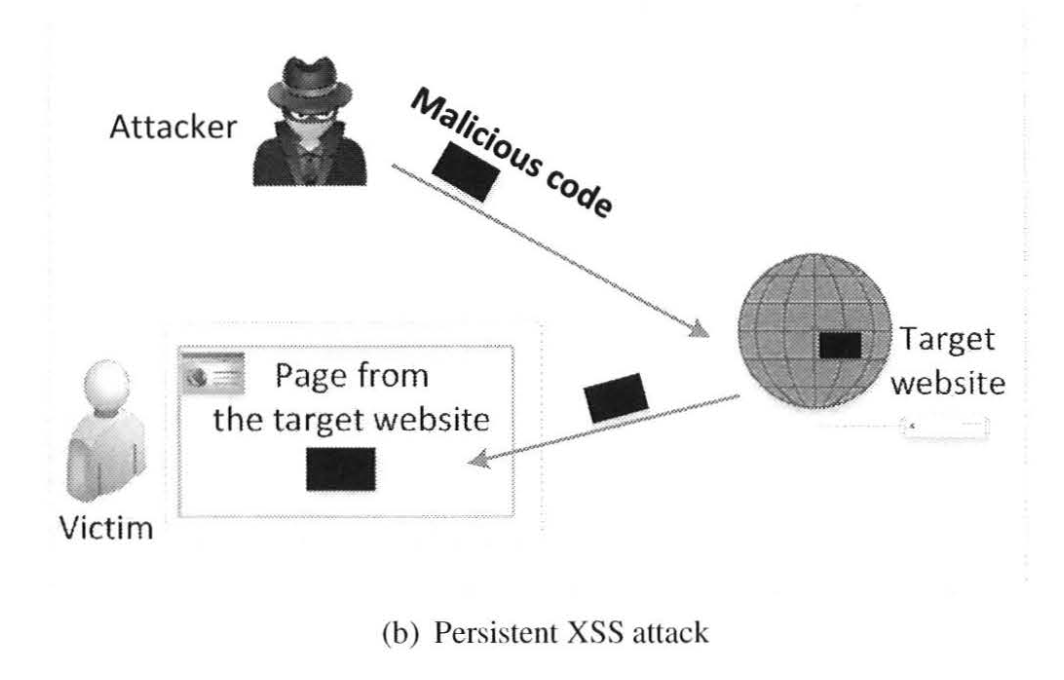 Attacker
Malicious code
Target
website
Page from
the target website
Victim
(b) Persistent XSS attack